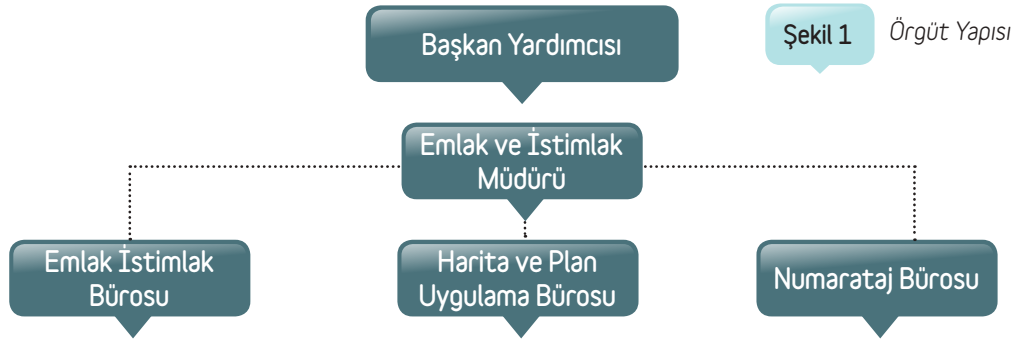 Başkan Yardımcısı
Şekil 1 Örgüt Yapısı
Emlak ve İstimlak
Müdürü
Emlak İstimlak
Bürosu
Harita ve Plan
Uygulama Bürosu
Numarataj Bürosu